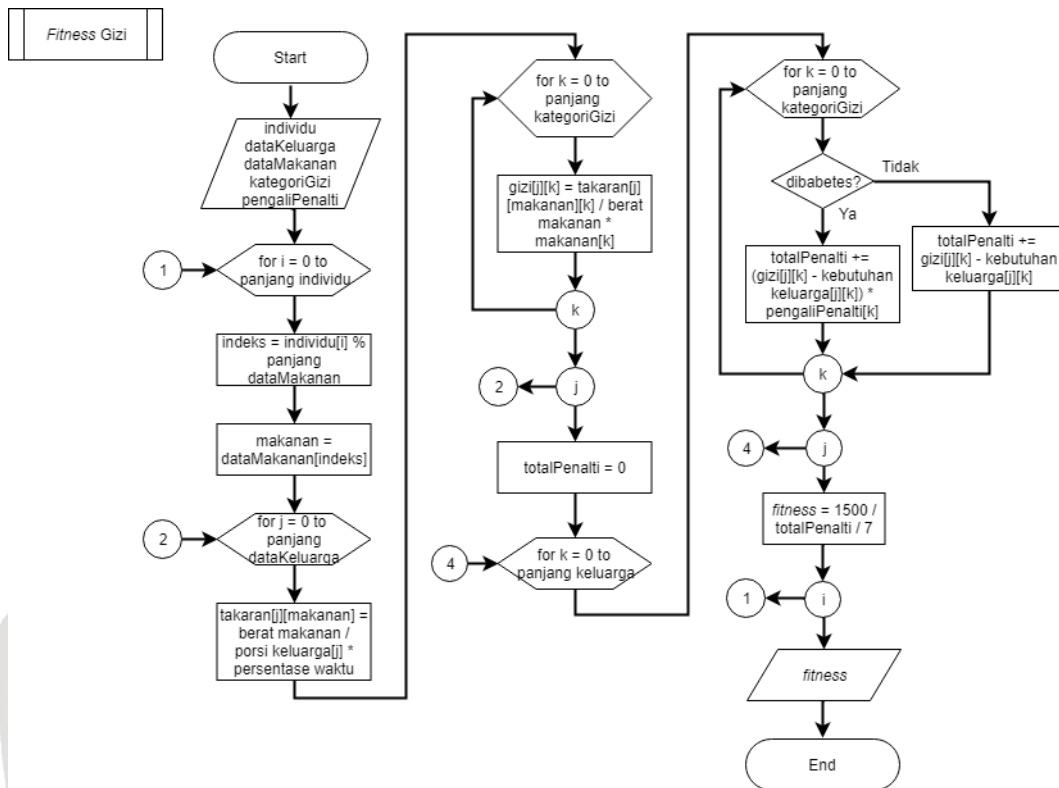 Fitness Gizi
Start
individu
dataKeluarga
dataMakanan
kategoriGizi
pengaliPenalti
1
for i = 0 to
panjang individu
indeks = individu[i] %
panjang
dataMakanan
makanan =
dataMakanan[indeks]
2
for j = 0 to
panjang
dataKeluarga
takaran[j][makanan] =
berat makanan /
porsi keluarga[j] *
persentase waktu
for k = 0 to
panjang
kategoriGizi
gizi[j][k] = takaran[j]
[makanan][k] / berat
makanan *
makanan[k]
k
2
j
totalPenalti = 0
4
for k = 0 to
panjang keluarga
for k = 0 to
panjang
kategoriGizi
dibabetes?
Tidak
Ya
totalPenalti +=
(gizi[j][k] - kebutuhan
keluarga[j][k]) *
pengaliPenalti[k]
totalPenalti +=
gizi[j][k] - kebutuhan
keluarga[j][k]
k
4
j
fitness = 1500 /
totalPenalti / 7
1
i
fitness
End